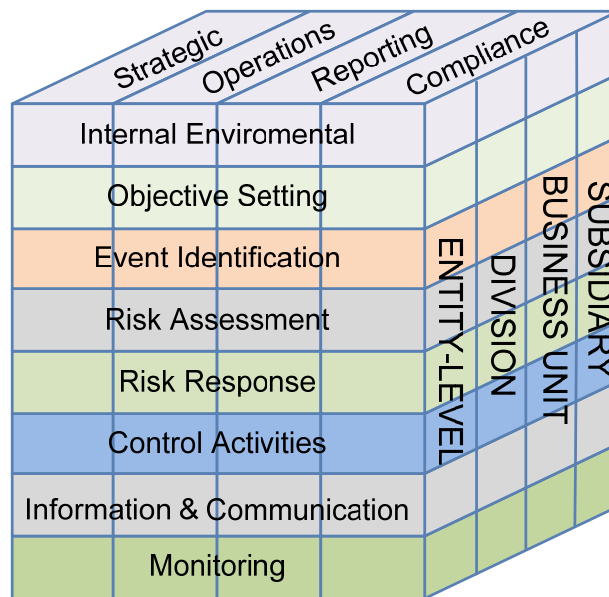 Strategic
Operations
Reporting
Compliance
Internal Enviromental
Objective Setting
Event Identification
Risk Assessment
Risk Response
Control Activities
Information & Communication
Monitoring
ENTITY-LEVEL
DIVISION
BUSINESS UNIT
SUBSIDIARY